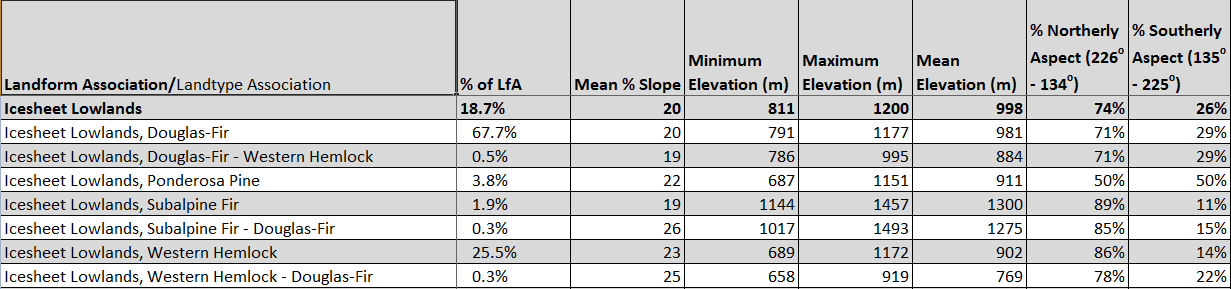 Landform Association/Landtype Association % of LfA Mean % Slope Minimum Elevation (m) Maximum Elevation (m) Mean Elevation (m) % Northerly Aspect (226o - 134o) % Southerly Aspect (135o - 225o)
Icesheet Lowlands 18.7% 20 811 1200 998 74% 26%
Icesheet Lowlands, Douglas-Fir 67.7% 20 791 1177 981 71% 29%
Icesheet Lowlands, Douglas-Fir - Western Hemlock 0.5% 19 786 995 884 71% 29%
Icesheet Lowlands, Ponderosa Pine 3.8% 22 687 1151 911 50% 50%
Icesheet Lowlands, Subalpine Fir 1.9% 19 1144 1457 1300 89% 11%
Icesheet Lowlands, Subalpine Fir - Douglas-Fir 0.3% 26 1017 1493 1275 85% 15%
Icesheet Lowlands, Western Hemlock 25.5% 23 689 1172 902 86% 14%
Icesheet Lowlands, Western Hemlock - Douglas-Fir 0.3% 25 658 919 769 78% 22%